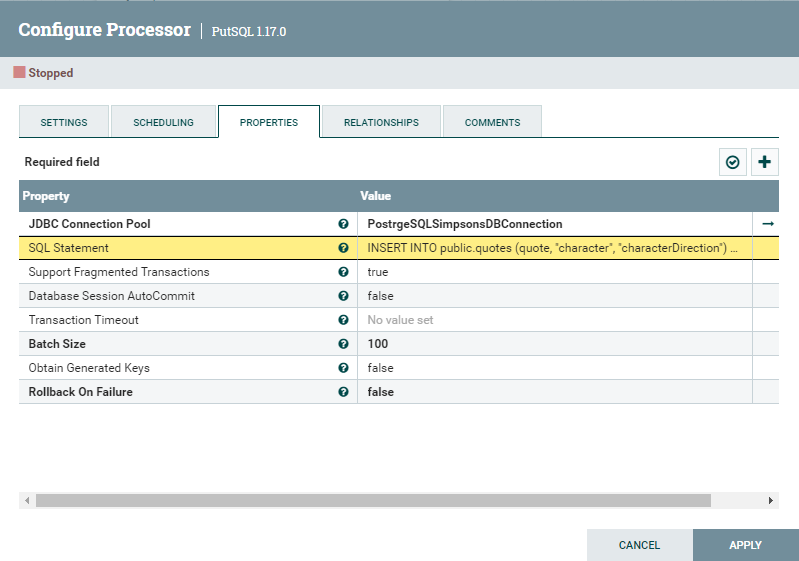 Configure Processor | PutSQL 1.17.0
Stopped
SETTINGS SCHEDULING PROPERTIES RELATIONSHIPS COMMENTS
Required field
Property Value
JDBC Connection Pool PostrgeSQLSimpsonsDBConnection
SQL Statement INSERT INTO public.quotes (quote, "character", "characterDirection") ...
Support Fragmented Transactions true
Database Session AutoCommit false
Transaction Timeout No value set
Batch Size 100
Obtain Generated Keys false
Rollback On Failure false
CANCEL APPLY